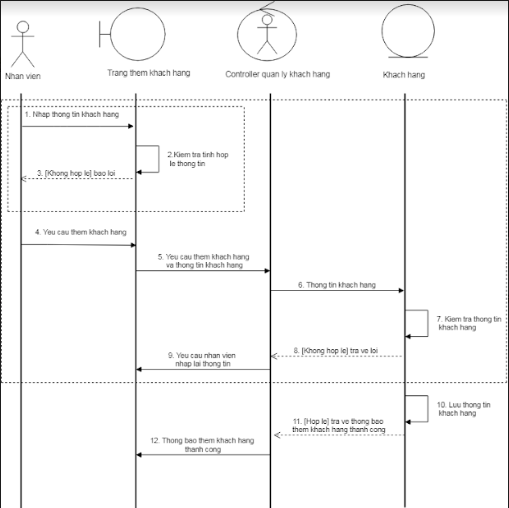 Nhan vien
Trang them khach hang
Controller quan ly khach hang
Khach hang
1. Nhap thong tin khach hang
2.Kiem tra tinh hop
le thong tin
3. [Khong hop le] bao loi
4. Yeu cau them khach hang
5. Yeu cau them khach hang
va thong tin khach hang
6. Thong tin khach hang
7. Kiem tra thong tin
khach hang
8. [Khong hop le] tra ve loi
9. Yeu cau nhan vien
nhap lai thong tin
10. Luu thong tin
khach hang
11. [Hop le] tra ve thong bao
them khach hang thanh cong
12. Thong bao them khach hang
thanh cong